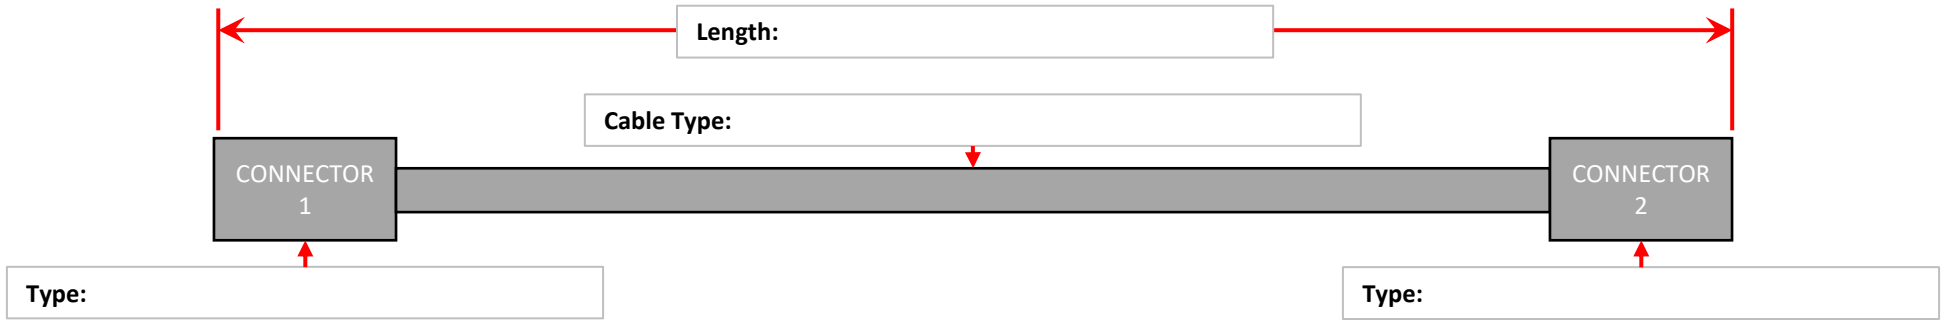 Length:
Cable Type:
CONNECTOR
1
CONNECTOR
2
Type:
Type: